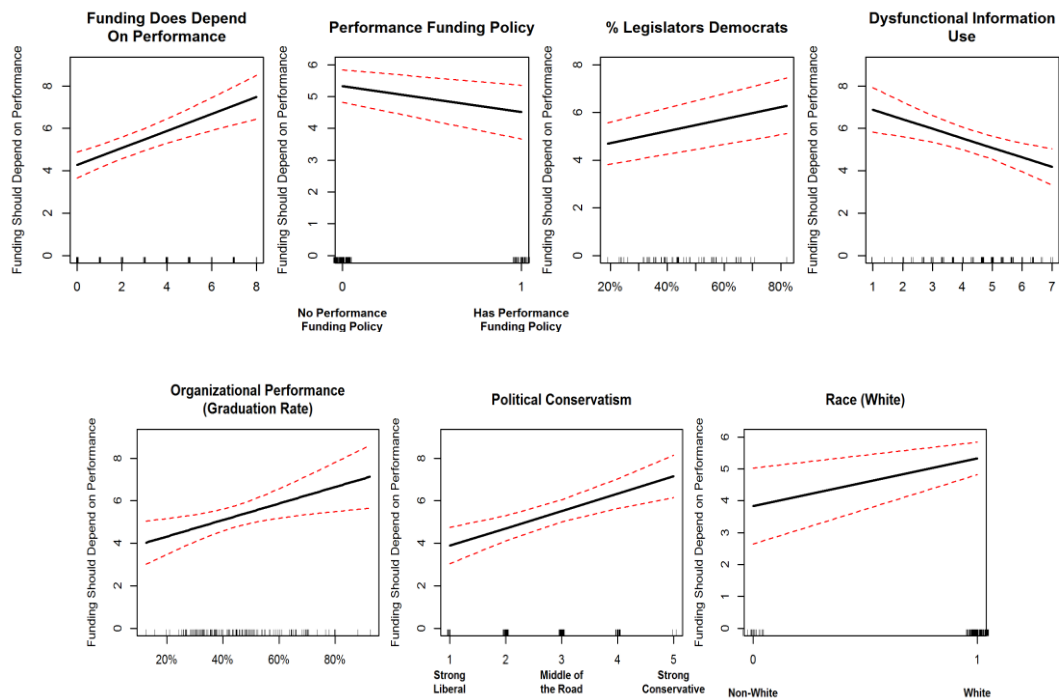 Funding Does Depend
On Performance
Performance Funding Policy
% Legislators Democrats
Dysfunctional Information
Use
Funding Should Depend on Performance
8
6
4
2
0
0
2
4
6
8
Funding Should Depend on Performance
6
5
4
3
2
1
0
0
1
No Performance
Funding Policy
Has Performance
Funding Policy
Funding Should Depend on Performance
8
6
4
2
0
20%
40%
60%
80%
Funding Should Depend on Performance
8
6
4
2
0
1
2
3
4
5
6
7
Organizational Performance
(Graduation Rate)
Political Conservatism
Race (White)
Funding Should Depend on Performance
8
6
4
2
0
20%
40%
60%
80%
Funding Should Depend on Performance
8
6
4
2
0
1
2
3
4
5
Strong
Liberal
Middle of
the Road
Strong
Conservative
Funding Should Depend on Performance
6
5
4
3
2
1
0
0
1
Non-White
White